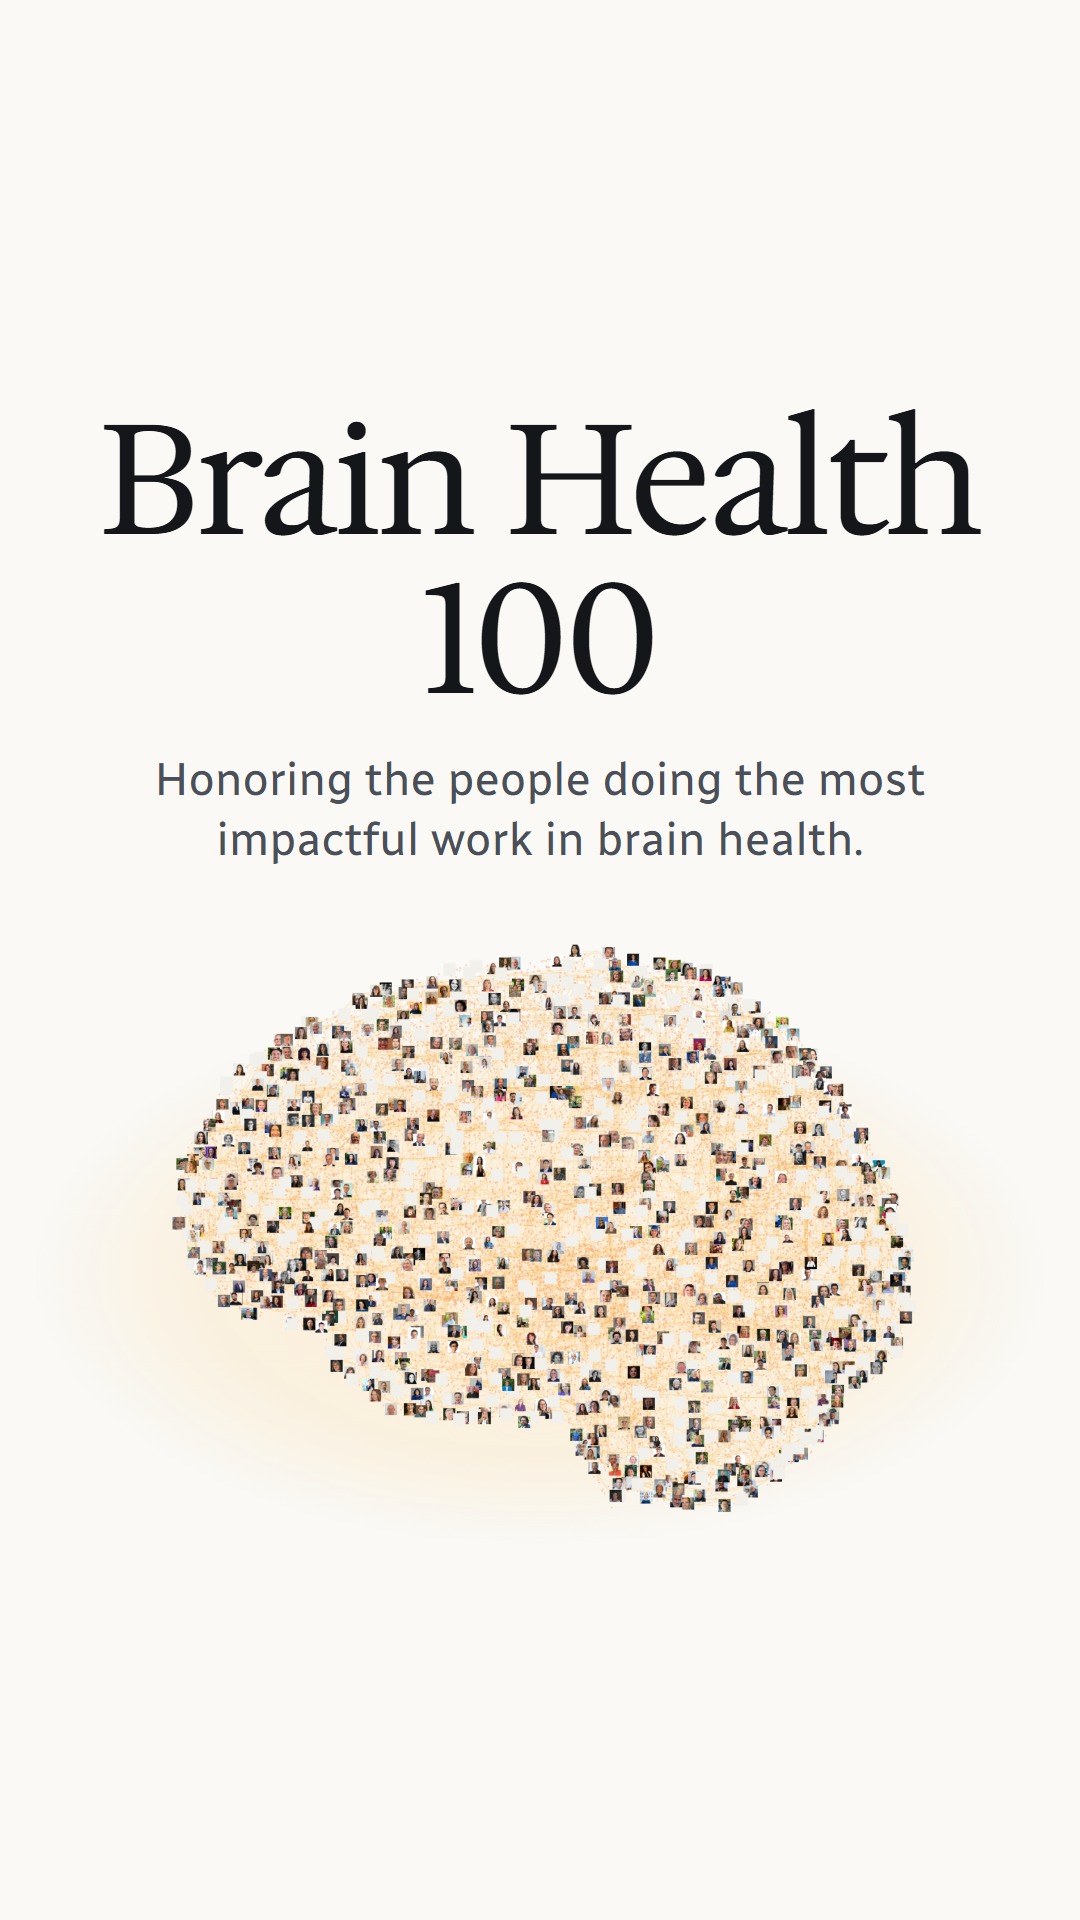 Brain Health
100
Honoring the people doing the most
impactful work in brain health.